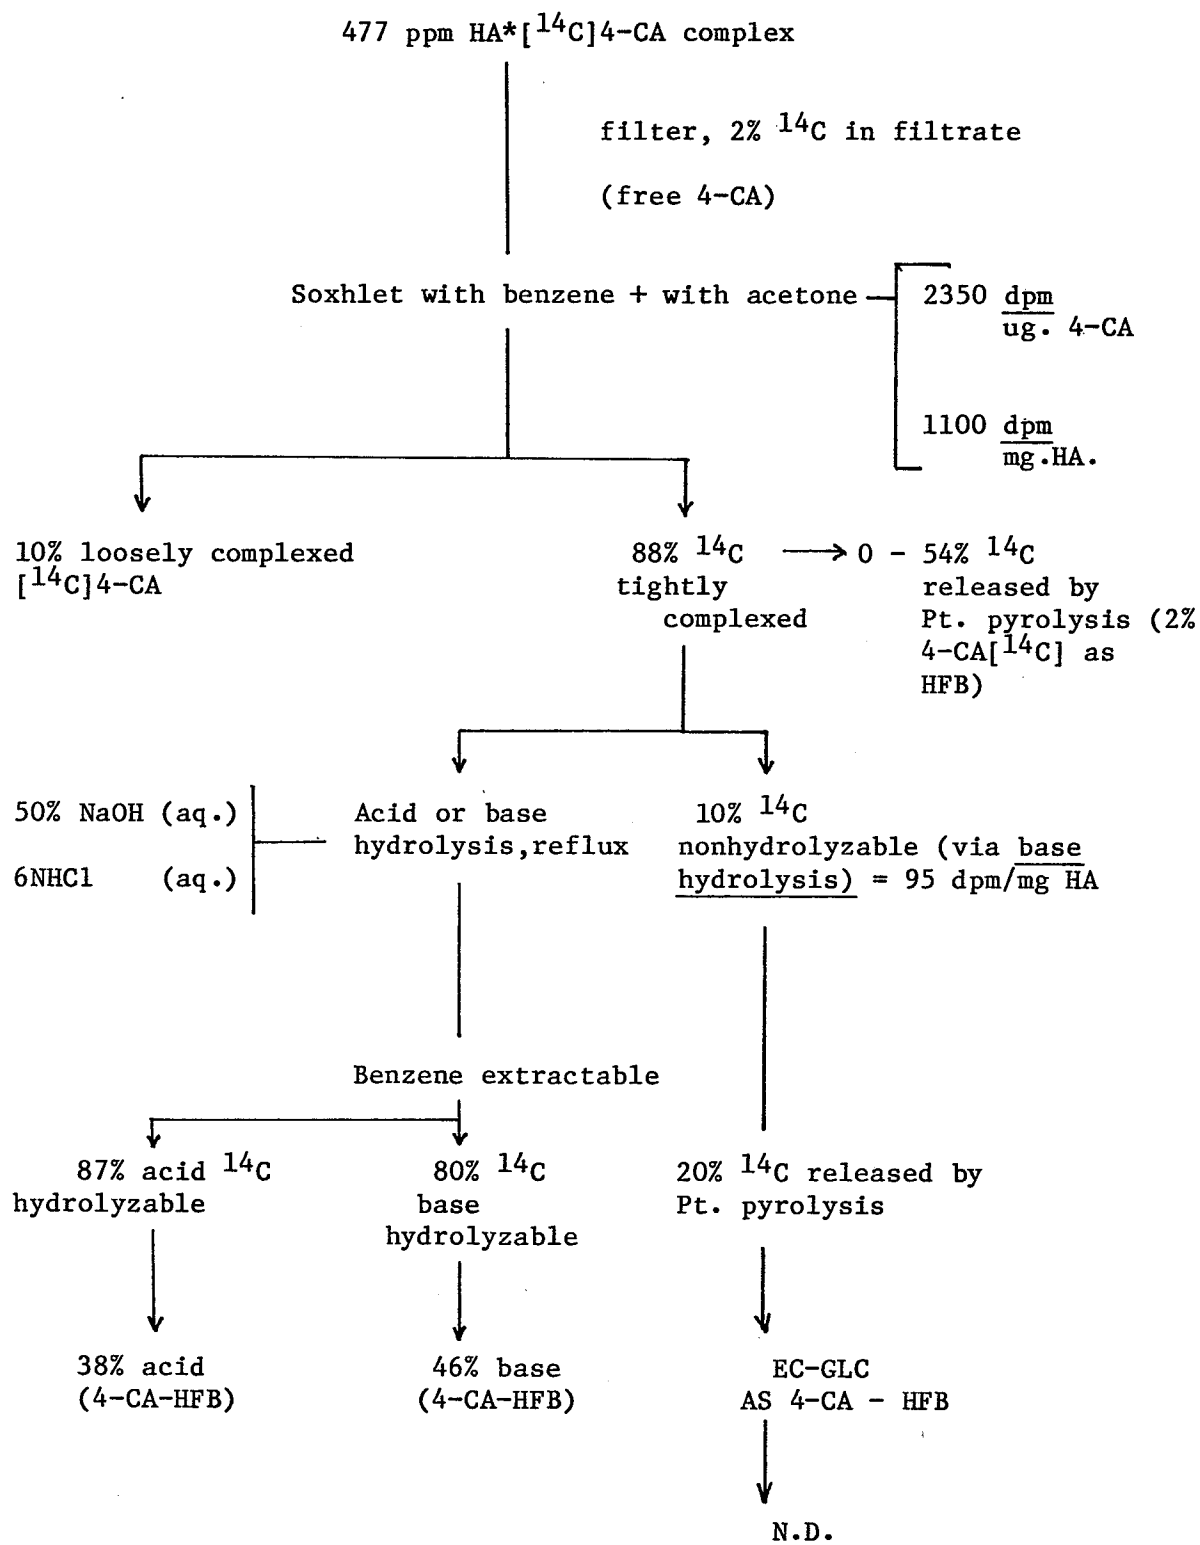 477 ppm HA*[14C]4-CA complex
filter, 2% 14C in filtrate
(free 4-CA)
Soxhlet with benzene + with acetone
2350 dpm
ug. 4-CA
1100 dpm
mg.HA.
10% loosely complexed
[14C]4-CA
88% 14C
tightly
complexed
0 - 54% 14C
released by
Pt. pyrolysis (2%
4-CA[14C] as
HFB)
50% NaOH (aq.)
6NHCl (aq.)
Acid or base
hydrolysis,reflux
10% 14C
nonhydrolyzable (via base
hydrolysis) = 95 dpm/mg HA
Benzene extractable
87% acid 14C
hydrolyzable
80% 14C
base
hydrolyzable
20% 14C released by
Pt. pyrolysis
38% acid
(4-CA-HFB)
46% base
(4-CA-HFB)
EC-GLC
AS 4-CA - HFB
N.D.